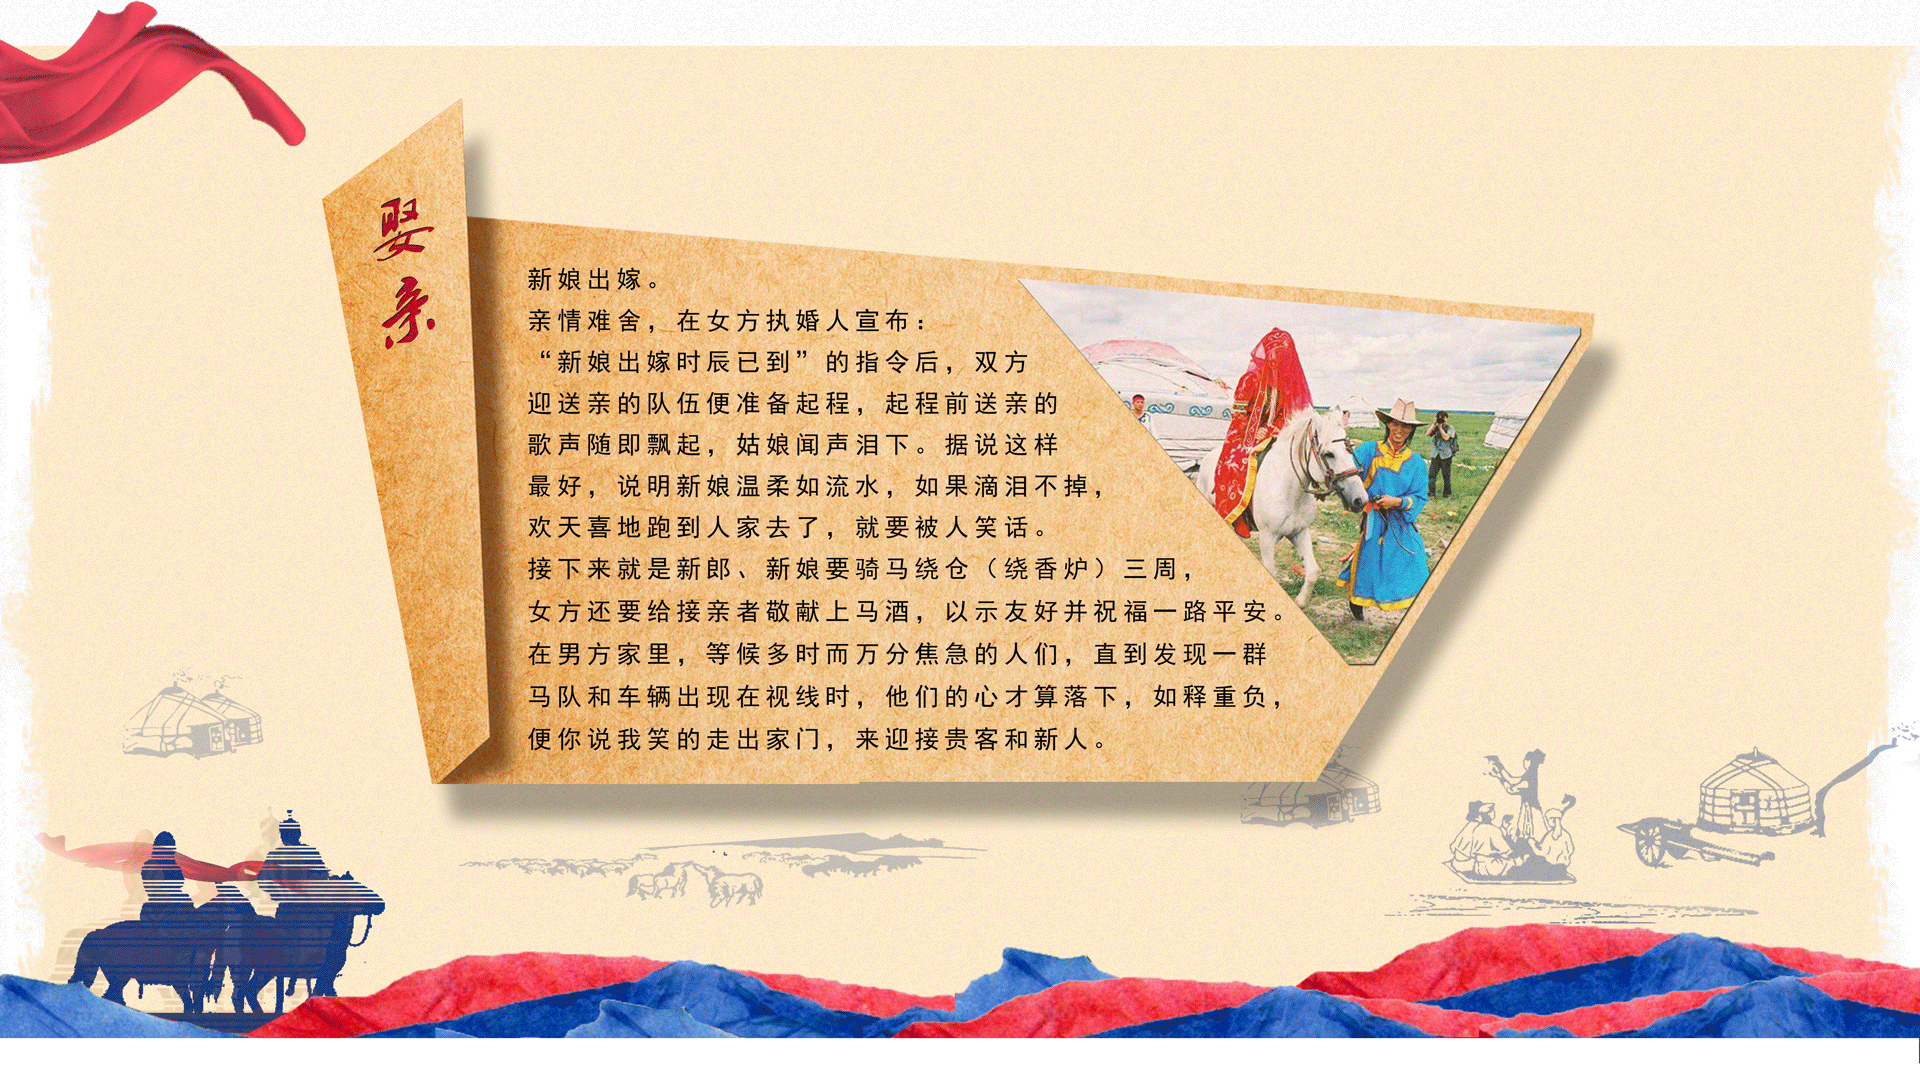 娶亲
新娘出嫁。
亲情难舍，在女方执婚人宣布：
“新娘出嫁时辰已到”的指令后，双方
迎送亲的队伍便准备起程，起程前送亲的
歌声随即飘起，姑娘闻声泪下。据说这样
最好，说明新娘温柔如流水，如果滴泪不掉，
欢天喜地跑到人家去了，就要被人笑话。
接下来就是新郎、新娘要骑马绕仓（绕香炉）三周，
女方还要给接亲者敬献上马酒，以示友好并祝福一路平安。
在男方家里，等候多时而万分焦急的人们，直到发现一群
马队和车辆出现在视线时，他们的心才算落下，如释重负，
便你说我笑的走出家门，来迎接贵客和新人。